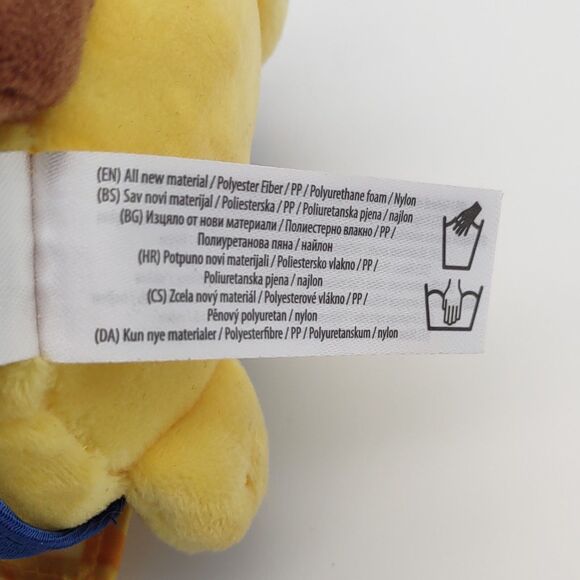 (EN) All new material / Polyester Eiber / PP / Polyurethane foam / Nylon
(BS) Sav novi materijal / Poliesterska / PP / Poliuretanska pjena / najlon
(BG) Изцяло от нови материали / Полиестерно влакно / PP /
Полиуретанова пяна / найлон
(HR) Potpuno novi materijali / Poliestersko vlakno / PP /
Poliuretanska pjena / najlon
(CS) Zcela nový materiál / Polyesterové vlákno / PP /
Pěnový polyuretan / nylon
(DA) Kun nye materialer / Polyesterfibre / PP / Polyuretanskum / nylon